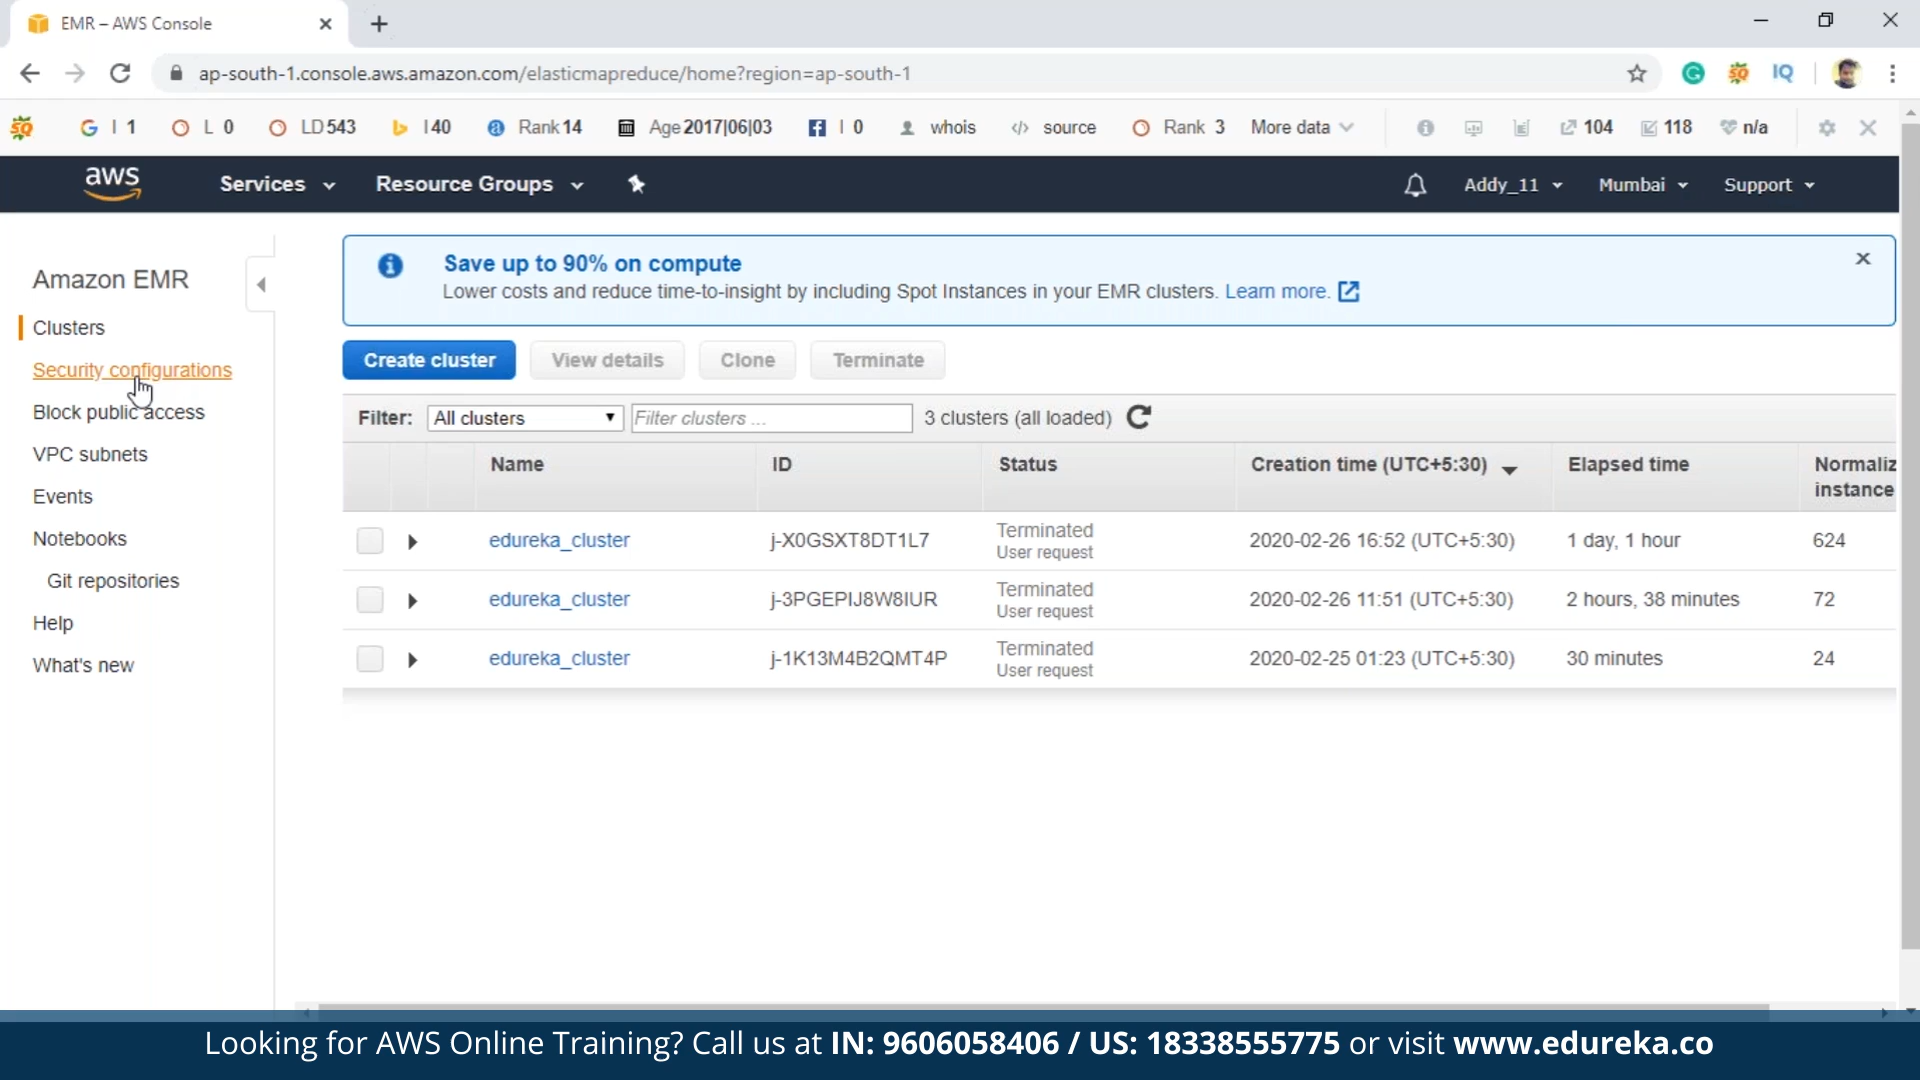 EMR – AWS Console
ap-south-1.console.aws.amazon.com/elasticmapreduce/home?region=ap-south-1
IQ
SQ I 1 L 0 LD 543 I 40 Rank 14 Age 2017|06|03 I 0 whois source Rank 3 More data 104 118 n/a
aws Services Resource Groups Addy_11 Mumbai Support
Amazon EMR
Clusters
Security configurations
Block public access
VPC subnets
Events
Notebooks
Git repositories
Help
What's new
Save up to 90% on compute
Lower costs and reduce time-to-insight by including Spot Instances in your EMR clusters. Learn more.
Create cluster View details Clone Terminate
Filter: All clusters Filter clusters ... 3 clusters (all loaded)
Name ID Status Creation time (UTC+5:30) Elapsed time Normaliz
instance
edureka_cluster j-X0GSXT8DT1L7 Terminated 2020-02-26 16:52 (UTC+5:30) 1 day, 1 hour 624
User request
edureka_cluster j-3PGEPIJ8W8IUR Terminated 2020-02-26 11:51 (UTC+5:30) 2 hours, 38 minutes 72
User request
edureka_cluster j-1K13M4B2QMT4P Terminated 2020-02-25 01:23 (UTC+5:30) 30 minutes 24
User request
Looking for AWS Online Training? Call us at IN: 9606058406 / US: 18338555775 or visit www.edureka.co